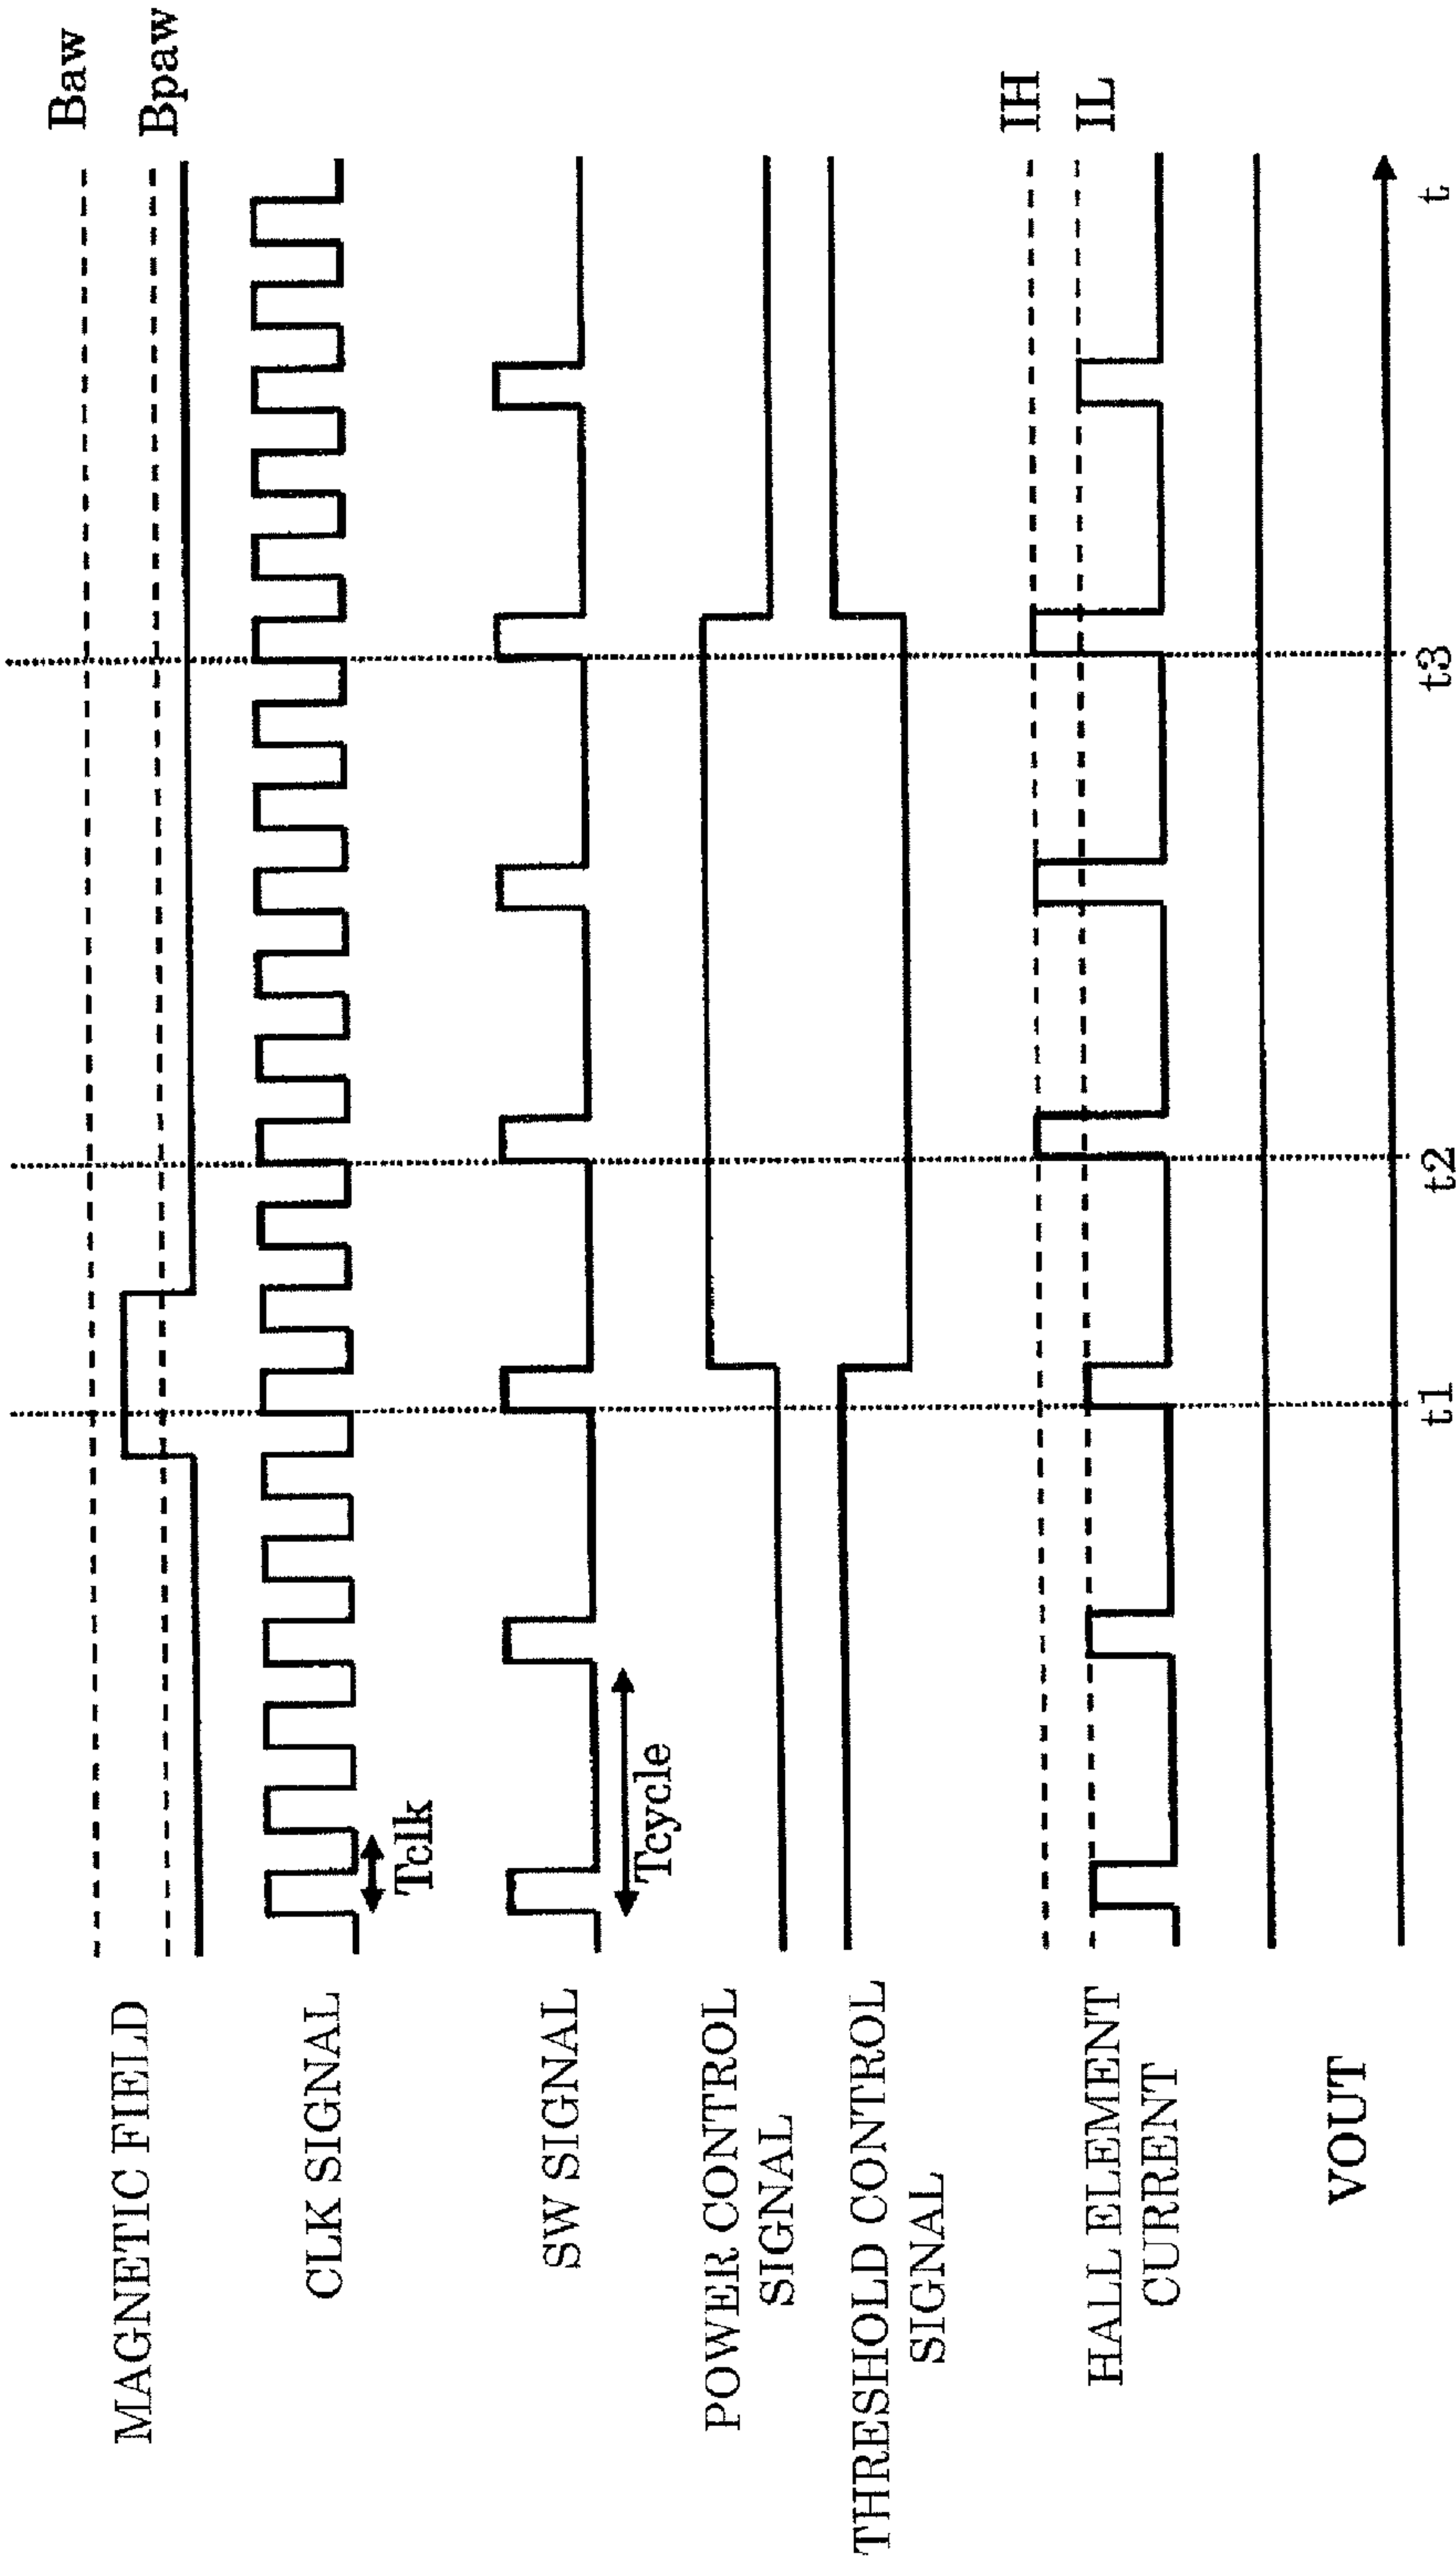 MAGNETIC FIELD
Baw
Bpaw
CLK SIGNAL
Tclk
SW SIGNAL
Tcycle
POWER CONTROL
SIGNAL
THRESHOLD CONTROL
SIGNAL
HALL ELEMENT
CURRENT
IH
IL
VOUT
t1
t2
t3
t